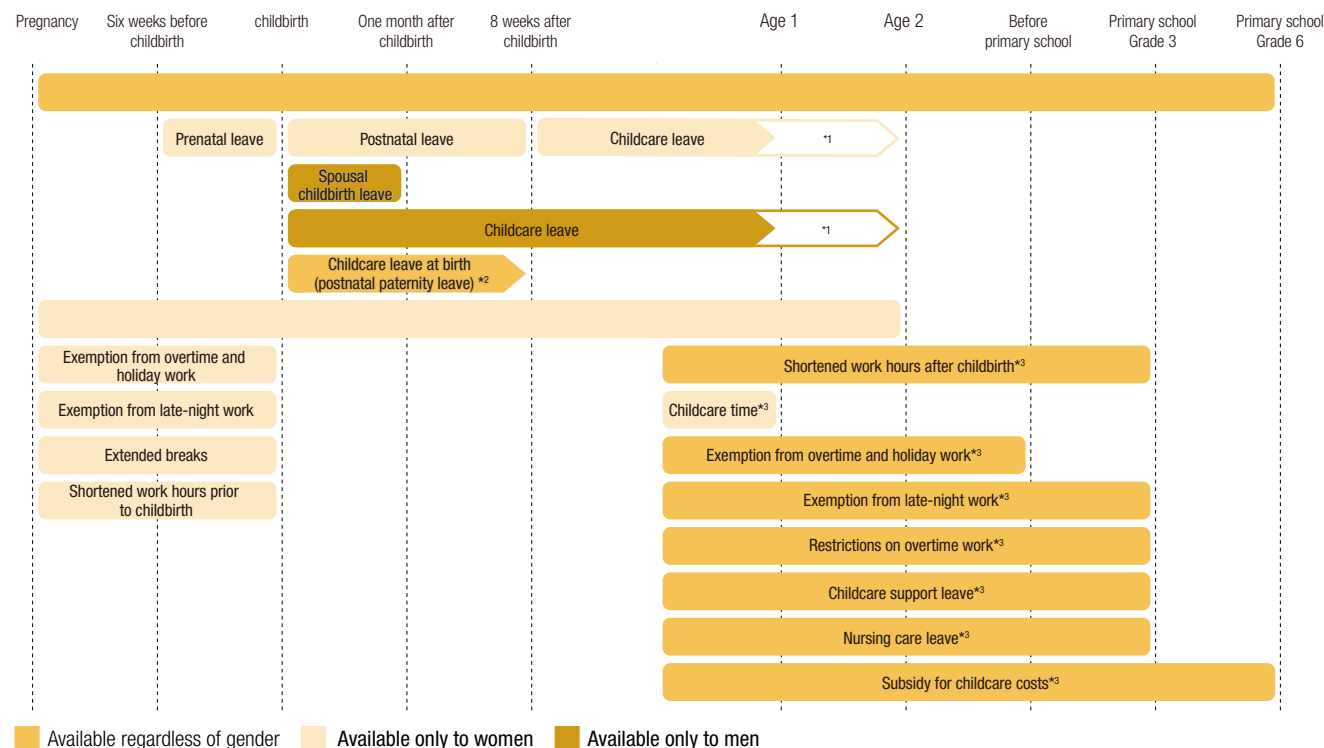 Pregnancy
Six weeks before
childbirth
childbirth
One month after
childbirth
8 weeks after
childbirth
Age 1
Age 2
Before
primary school
Primary school
Grade 3
Primary school
Grade 6
Prenatal leave
Postnatal leave
Childcare leave
*1
Spousal
childbirth leave
Childcare leave
*1
Childcare leave at birth
(postnatal paternity leave) *2
Exemption from overtime and
holiday work
Shortened work hours after childbirth*3
Exemption from late-night work
Childcare time*3
Extended breaks
Exemption from overtime and holiday work*3
Shortened work hours prior
to childbirth
Exemption from late-night work*3
Restrictions on overtime work*3
Childcare support leave*3
Nursing care leave*3
Subsidy for childcare costs*3
Available regardless of gender
Available only to women
Available only to men